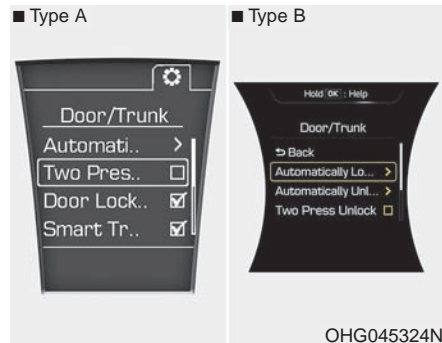 ■ Type A
Door/Trunk
Automati.. >
Two Pres..
Door Lock..
Smart Tr..
■ Type B
Hold OK : Help
Door/Trunk
Back
Automatically Lo... >
Automatically Unl... >
Two Press Unlock
OHG045324N